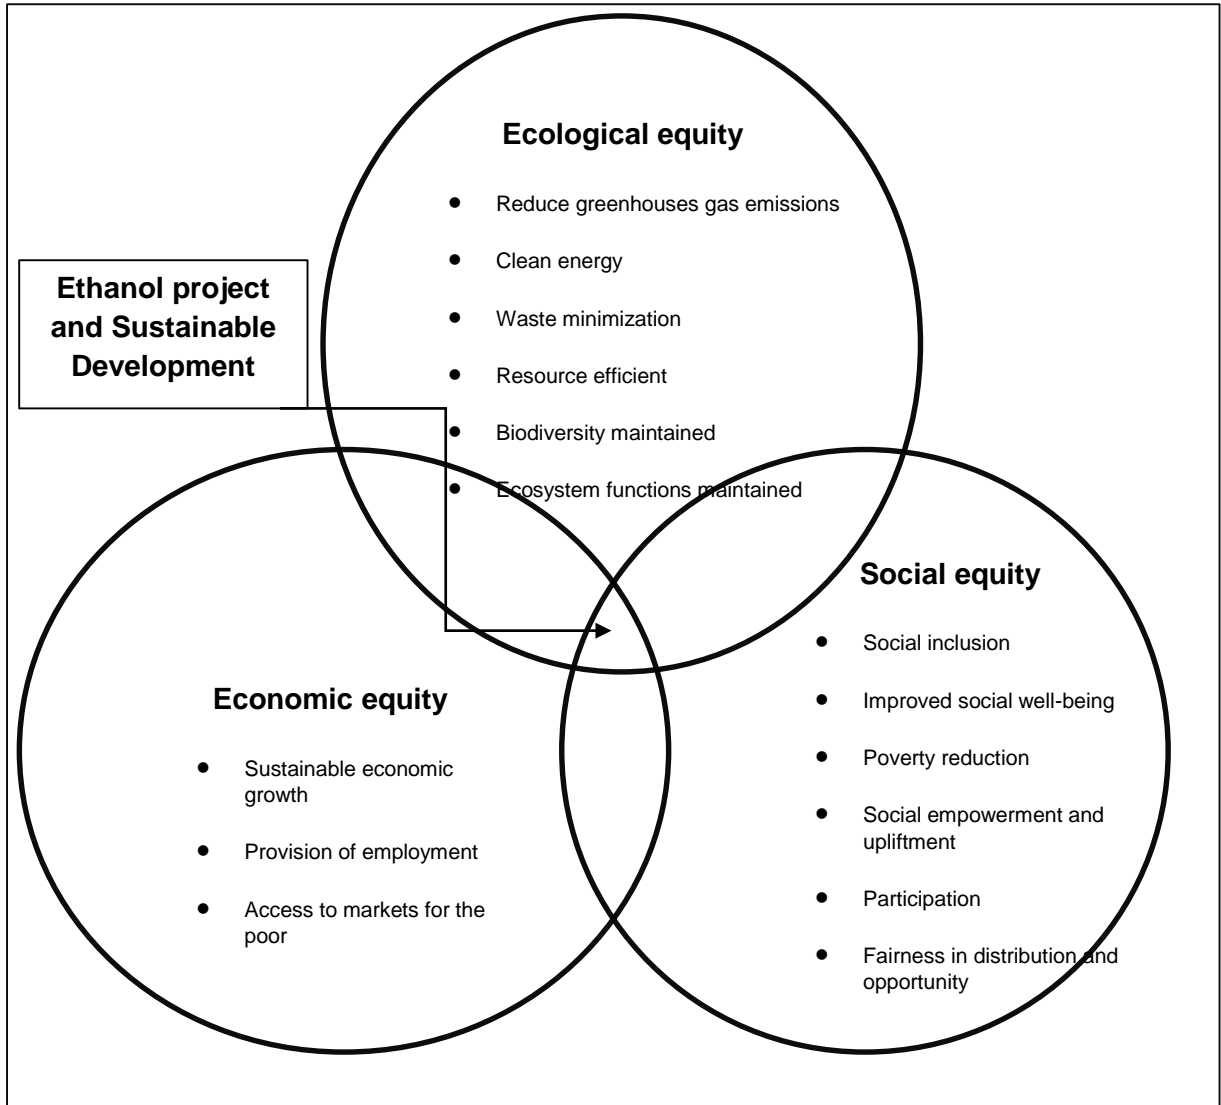 Ecological equity
• Reduce greenhouses gas emissions
• Clean energy
• Waste minimization
• Resource efficient
• Biodiversity maintained
• Ecosystem functions maintained
Ethanol project
and Sustainable
Development
Economic equity
• Sustainable economic
growth
• Provision of employment
• Access to markets for the
poor
Social equity
• Social inclusion
• Improved social well-being
• Poverty reduction
• Social empowerment and
upliftment
• Participation
• Fairness in distribution and
opportunity